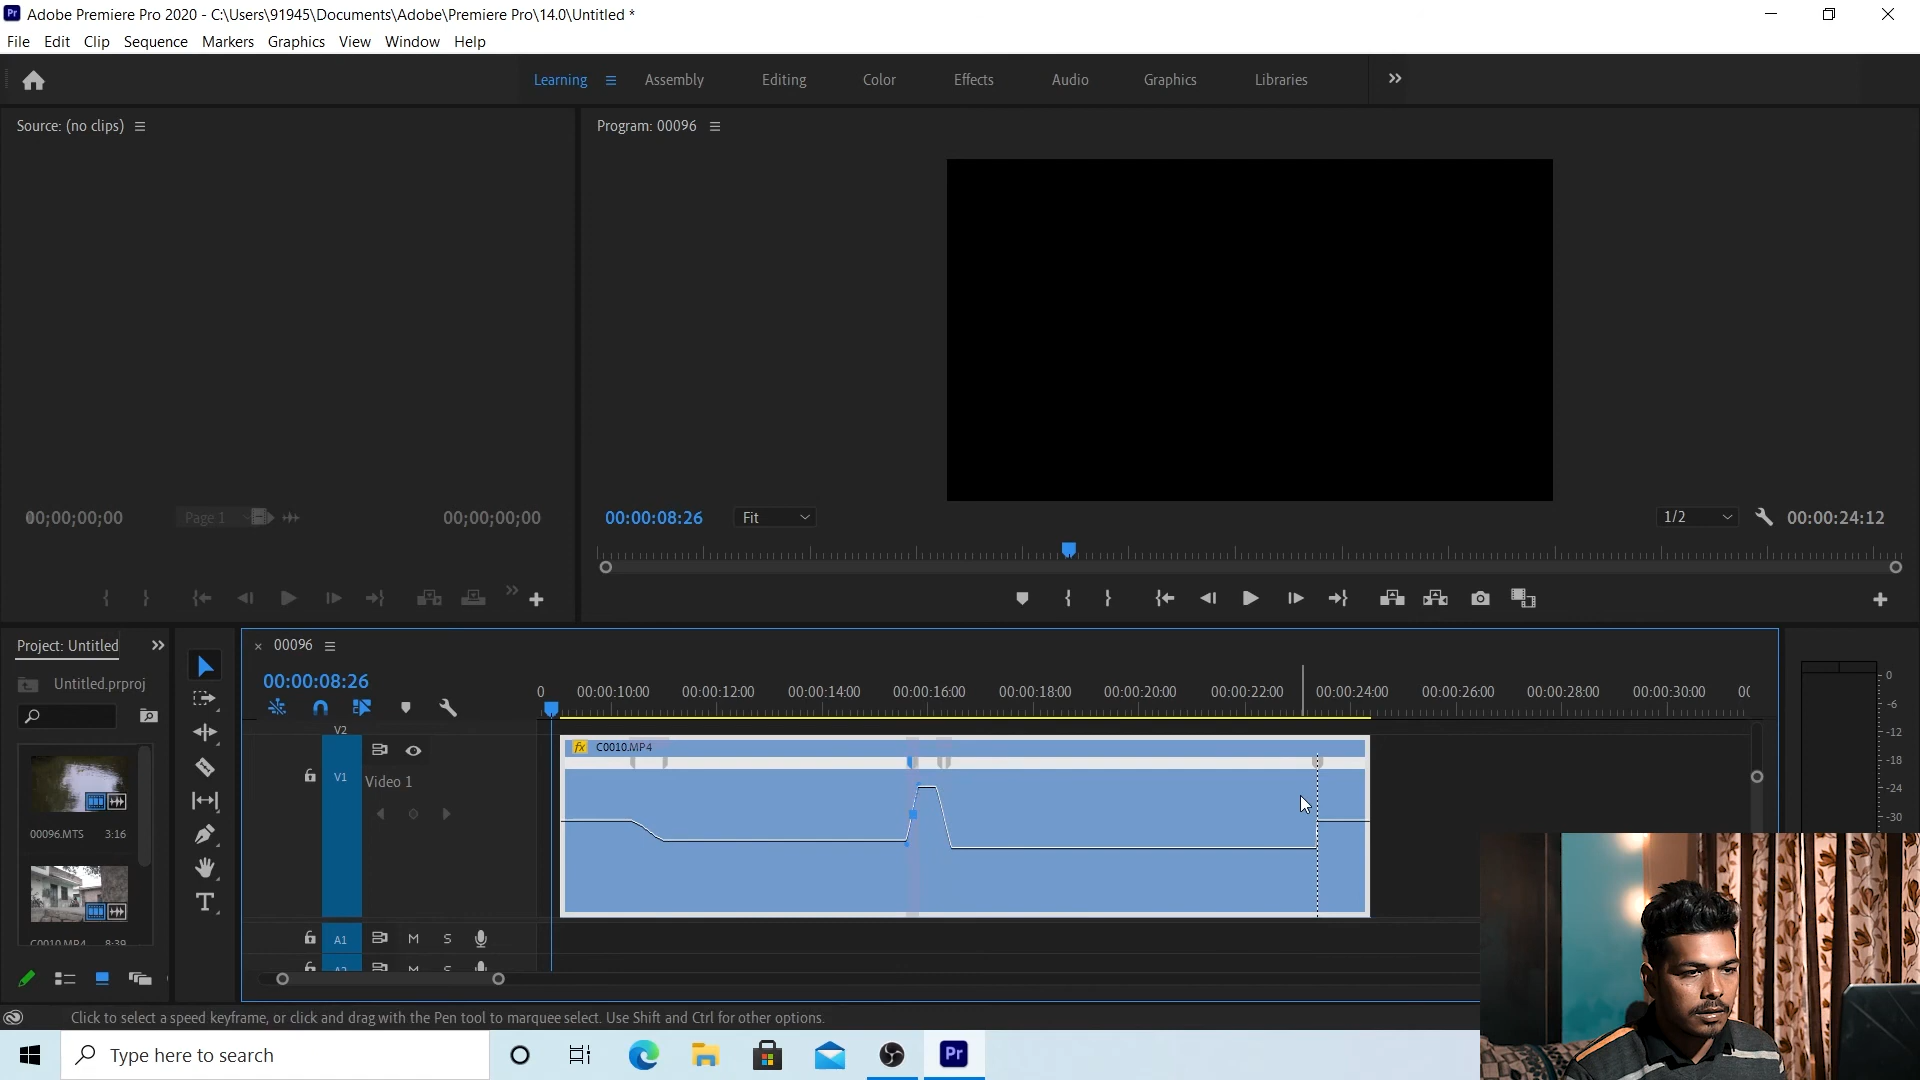 Pr Adobe Premiere Pro 2020 - C:\Users\91945\Documents\Adobe\Premiere Pro\14.0\Untitled *
File Edit Clip Sequence Markers Graphics View Window Help
Learning Assembly Editing Color Effects Audio Graphics Libraries
Source: (no clips)
Program: 00096
00;00;00;00 Page 1 00;00;00;00
00:00:08:26 Fit 1/2 00:00:24:12
Project: Untitled
Untitled.prproj
00096.MTS 3:16
C0010.MP4 8:39
T
× 00096
00:00:08:26
0 00:00:10:00 00:00:12:00 00:00:14:00 00:00:16:00 00:00:18:00 00:00:20:00 00:00:22:00 00:00:24:00 00:00:26:00 00:00:28:00 00:00:30:00 00
V2
fx C0010.MP4
V1 Video 1
A1 M S
A2 M S
0
-6
-12
-18
-24
-30
Click to select a speed keyframe, or click and drag with the Pen tool to marquee select. Use Shift and Ctrl for other options.
Type here to search
Pr